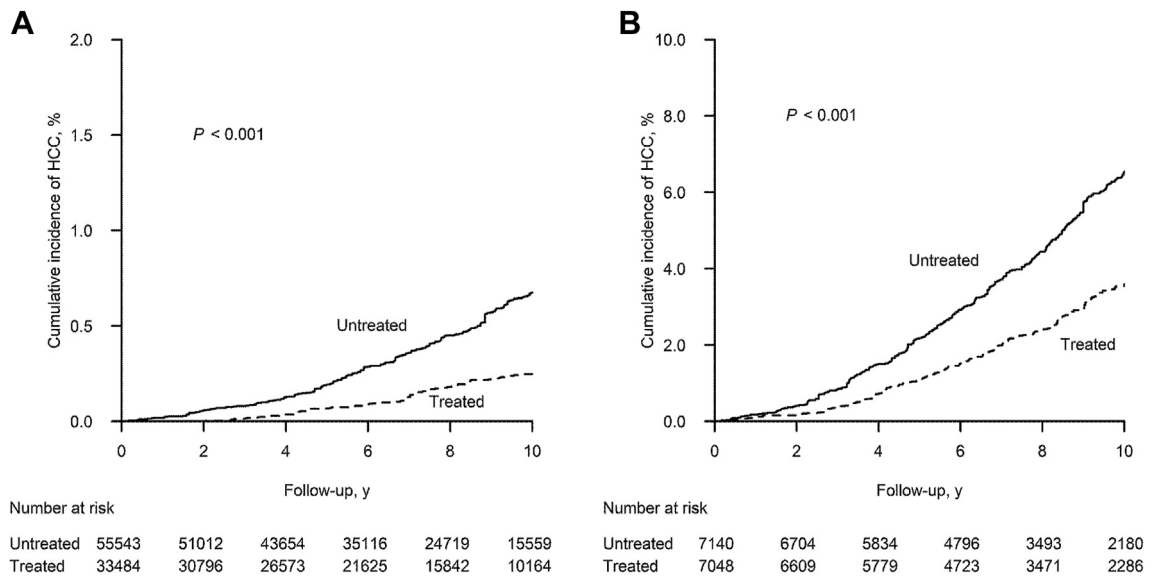 A
2.0
1.5
1.0
0.5
0.0
Cumulative incidence of HCC, %
P < 0.001
Untreated
Treated
0 2 4 6 8 10
Follow-up, y
Number at risk
Untreated 55543 51012 43654 35116 24719 15559
Treated 33484 30796 26573 21625 15842 10164
B
10.0
8.0
6.0
4.0
2.0
0.0
Cumulative incidence of HCC, %
P < 0.001
Untreated
Treated
0 2 4 6 8 10
Follow-up, y
Number at risk
Untreated 7140 6704 5834 4796 3493 2180
Treated 7048 6609 5779 4723 3471 2286